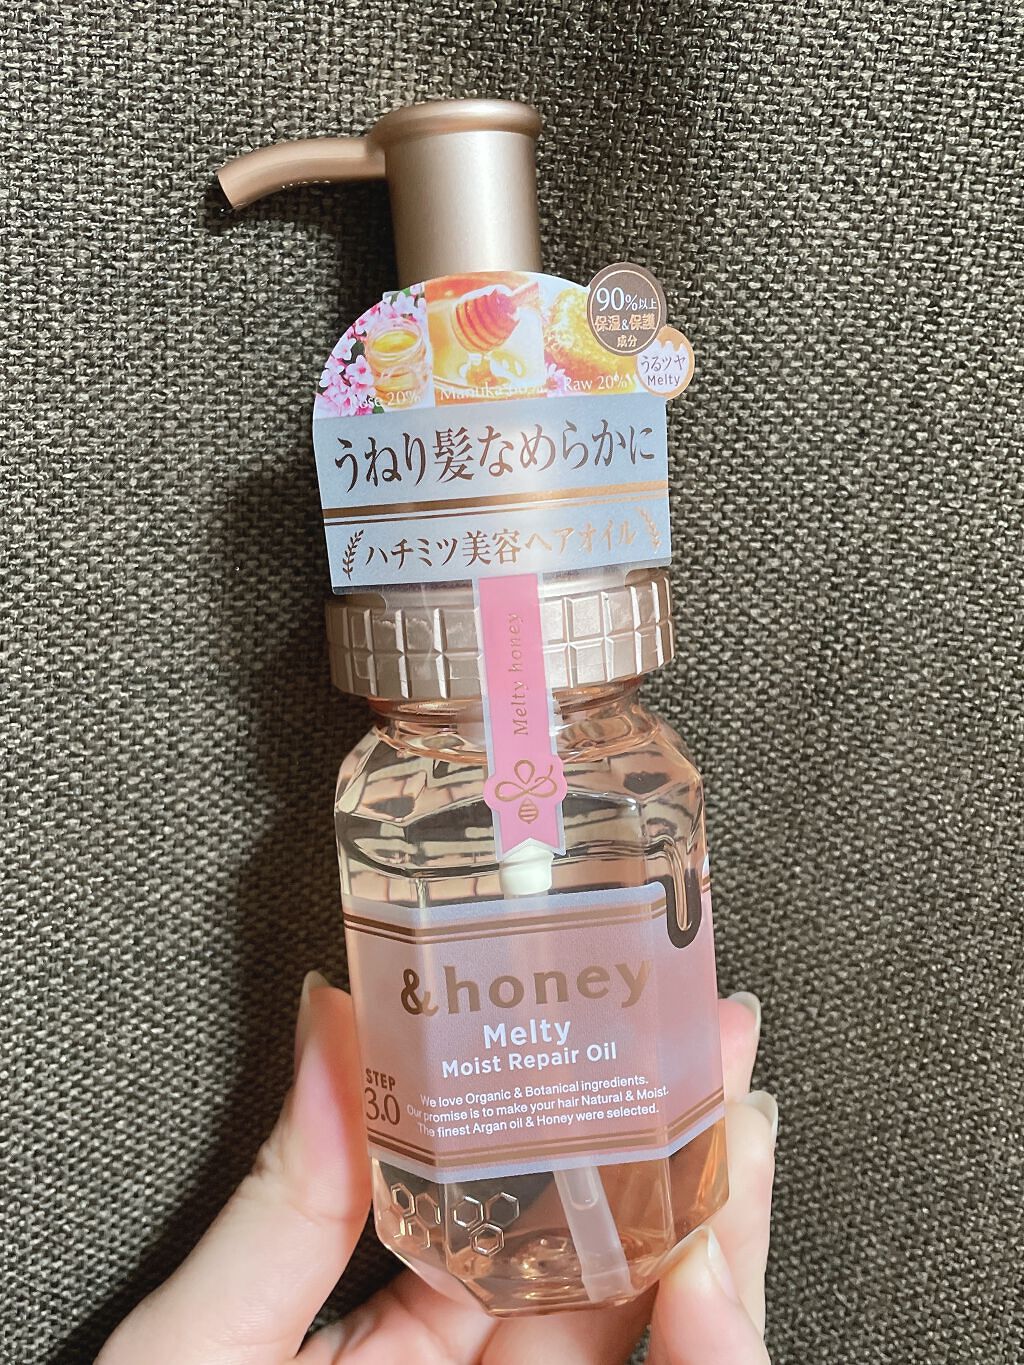 90%以上
保湿&保護
成分
うるツヤ
Melty
20%
Manuka
Raw 20%
うねり髪なめらかに
ハチミツ美容ヘアオイル
Melty honey
&honey
Melty
Moist Repair Oil
STEP
3.0
We love Organic & Botanical ingredients.
Our promise is to make your hair Natural & Moist.
The finest Argan oil & Honey were selected.